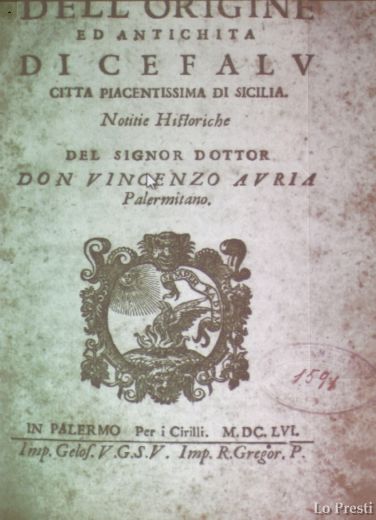 DELL'ORIGINE
ED ANTICHITA
DI CEFALV
CITTA PIACENTISSIMA DI SICILIA.
Notitie Historiche
DEL SIGNOR DOTTOR
DON VINCENZO AVRIA
Palermitano.
IN PALERMO Per i Cirilli. M.DC.LVI.
Imp. Gelos. V.G.S.V. Imp. R.Gregor. P.
Lo Presti